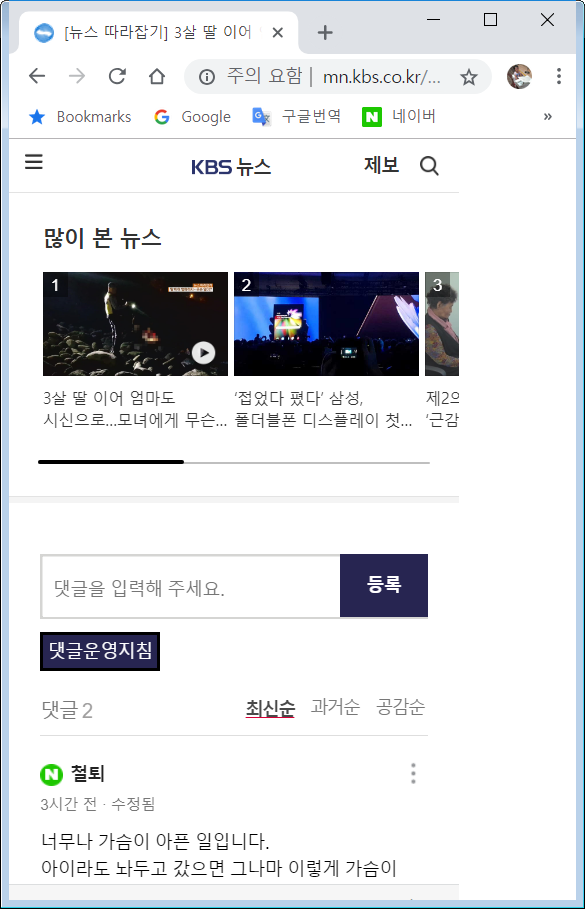 [뉴스 따라잡기] 3살 딸 이어
주의 요함 | mn.kbs.co.kr/...
Bookmarks Google 구글번역 네이버 »
KBS 뉴스 제보
많이 본 뉴스
1 2 3
3살 딸 이어 엄마도
시신으로…모녀에게 무슨…
‘접었다 폈다’ 삼성,
폴더블폰 디스플레이 첫…
제2의
‘근감
댓글을 입력해 주세요.
등록
댓글운영지침
댓글 2 최신순 과거순 공감순
철퇴
3시간 전 · 수정됨
너무나 가슴이 아픈 일입니다.
아이라도 놔두고 갔으면 그나마 이렇게 가슴이